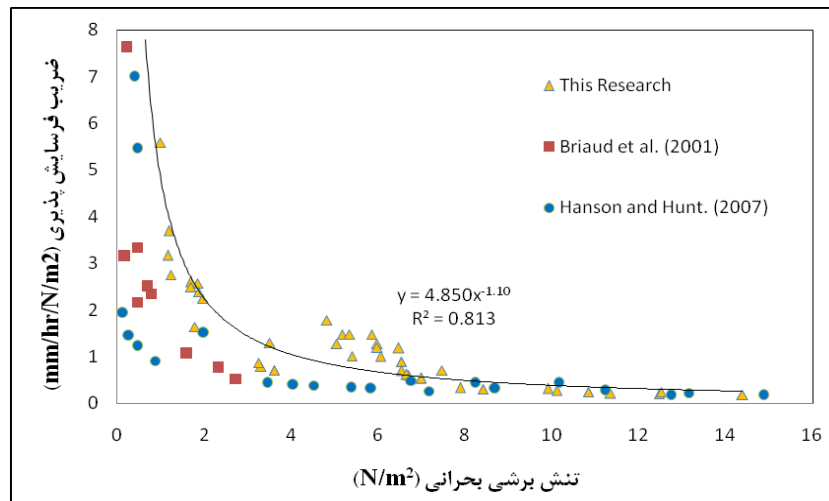 8
7
6
5
4
3
2
1
0
ضریب فرسایش پذیری
(mm/hr/N/m2)
This Research
Briaud et al. (2001)
Hanson and Hunt. (2007)
y = 4.850x^-1.10
R² = 0.813
0 2 4 6 8 10 12 14 16
تنش برشی بحرانی (N/m²)